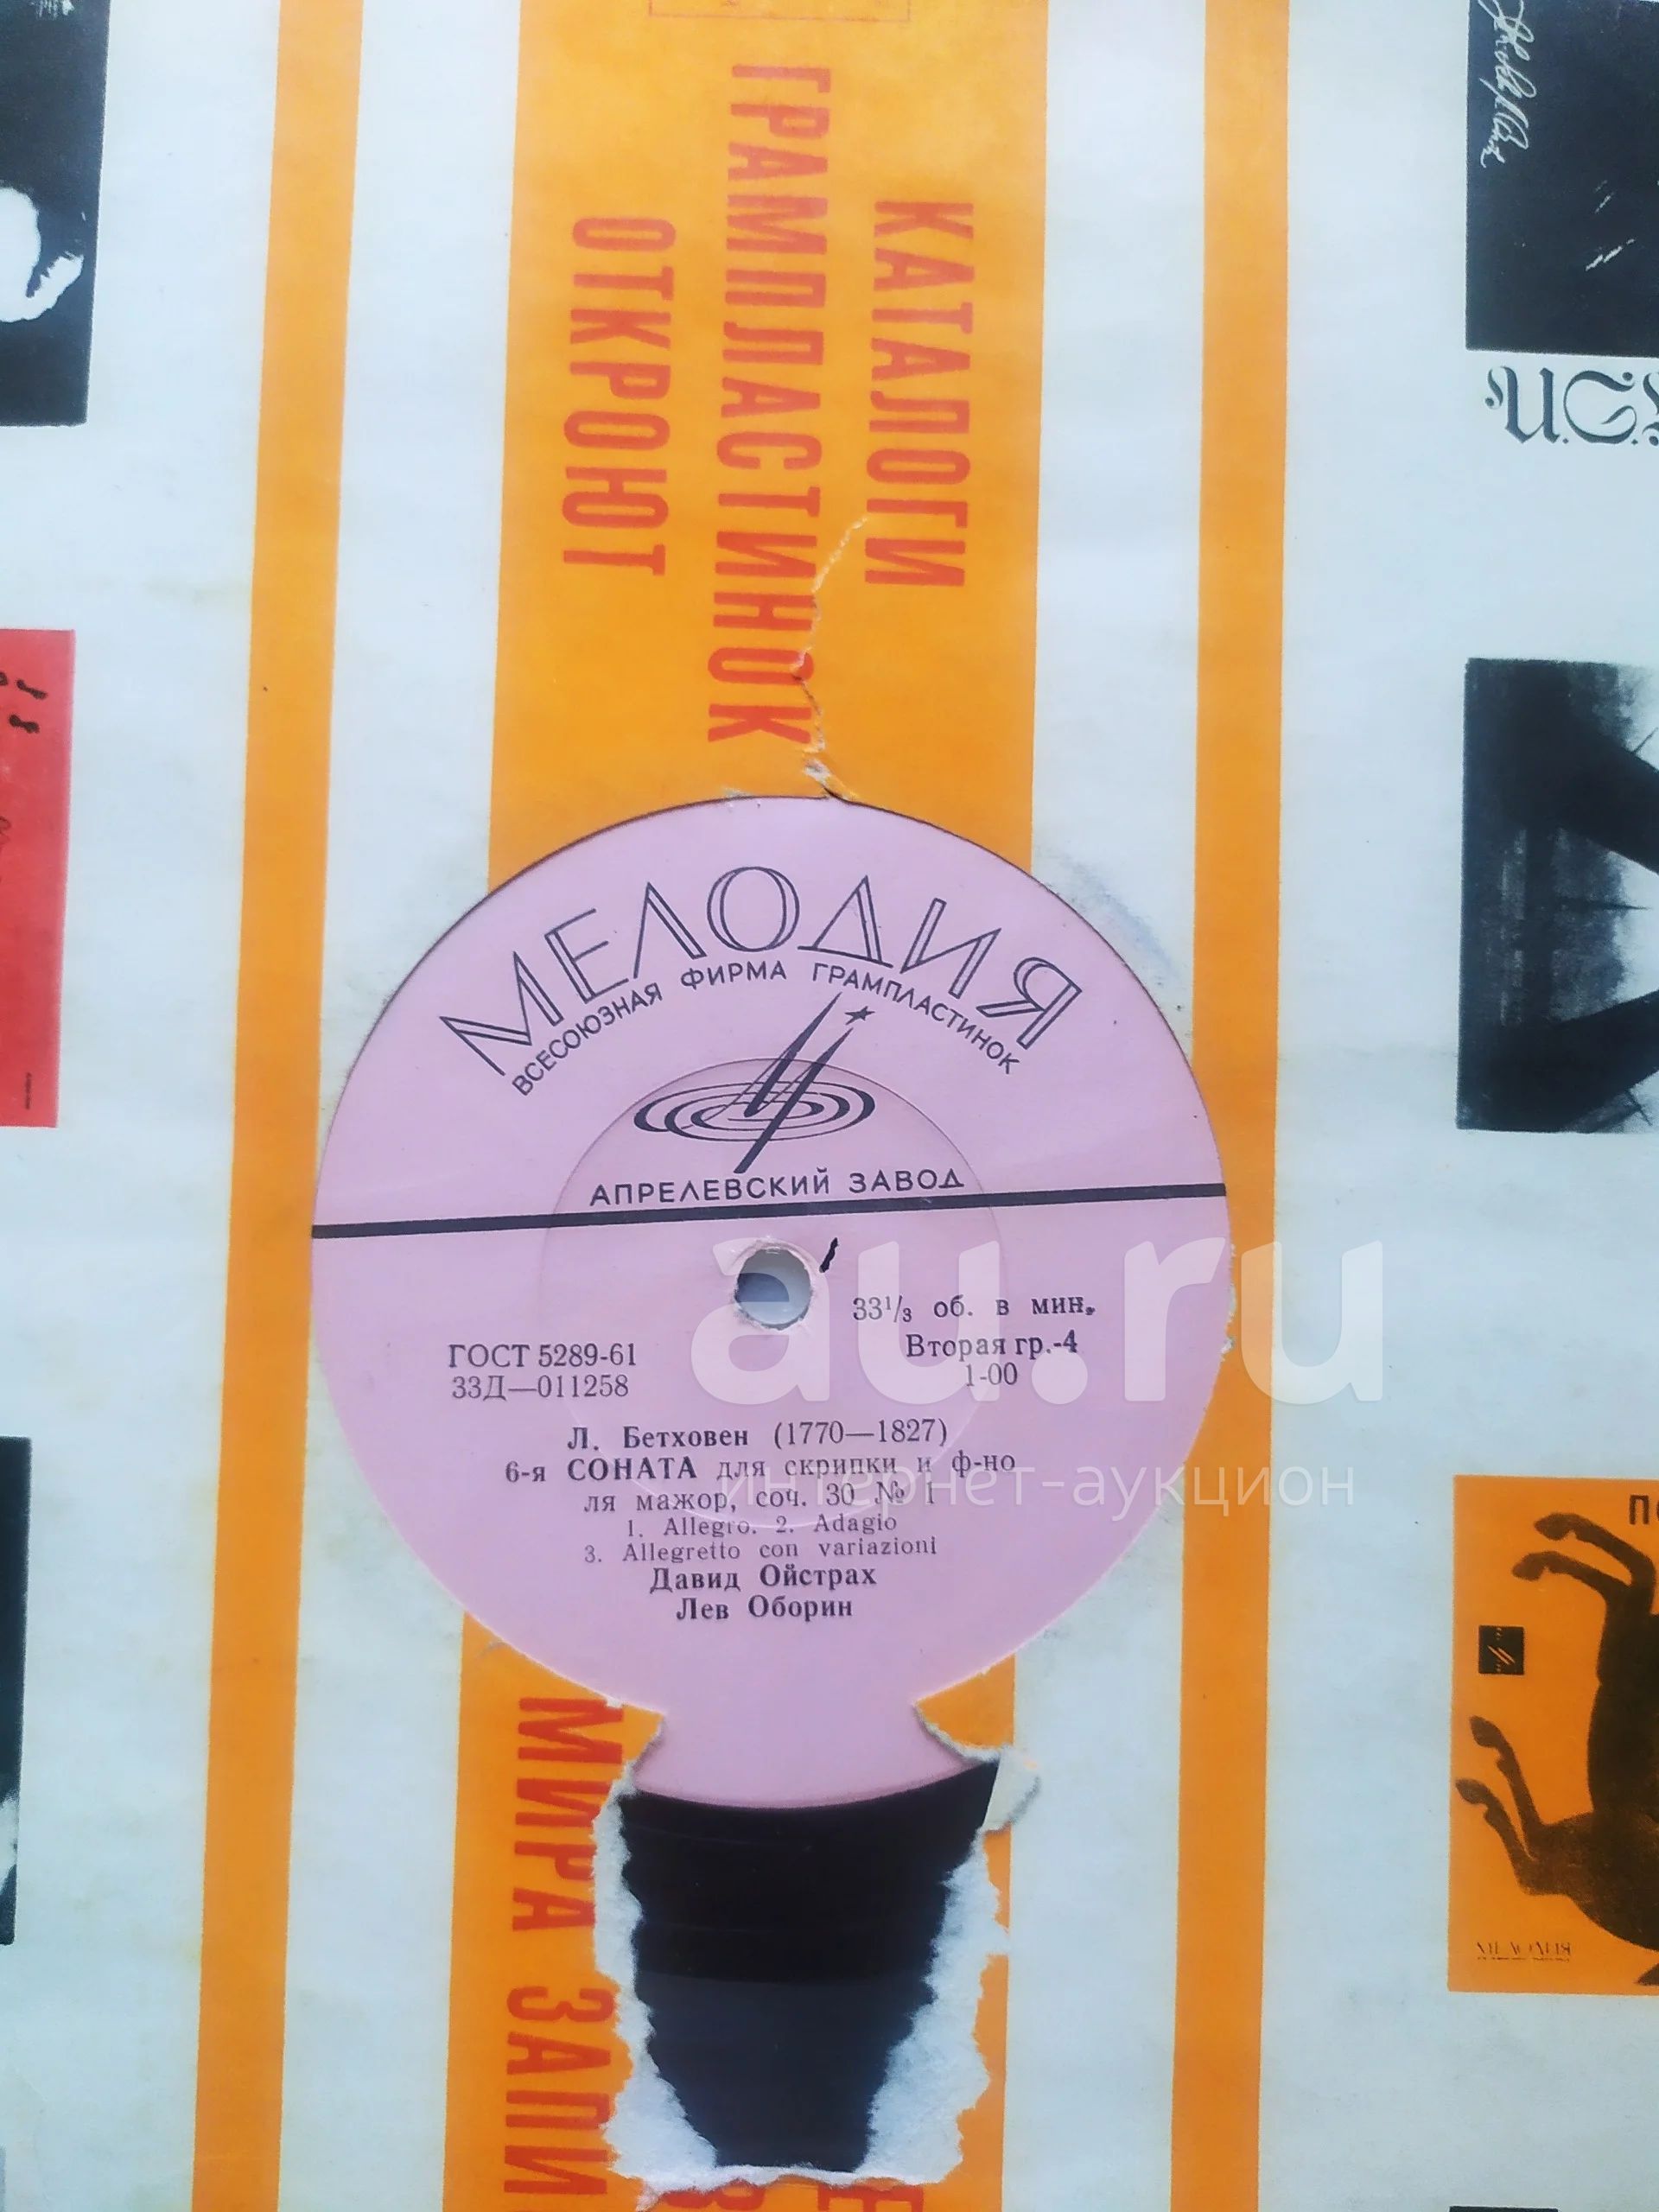 КАТАЛОГИ
ГРАМПЛАСТИНОК
ОТКРОЮТ
МЕЛОДИЯ
ВСЕСОЮЗНАЯ ФИРМА ГРАМПЛАСТИНОК
АПРЕЛЕВСКИЙ ЗАВОД
33⅓ об. в мин.
Вторая гр.-4
1-00
ГОСТ 5289-61
33Д—011258
Л. Бетховен (1770—1827)
6-я СОНАТА для скрипки и ф-но
ля мажор, соч. 30 № 1
1. Allegro. 2. Adagio
3. Allegretto con variazioni
Давид Ойстрах
Лев Оборин
МИРА
МЕЛОДИЯ
au.ru
интернет-аукцион